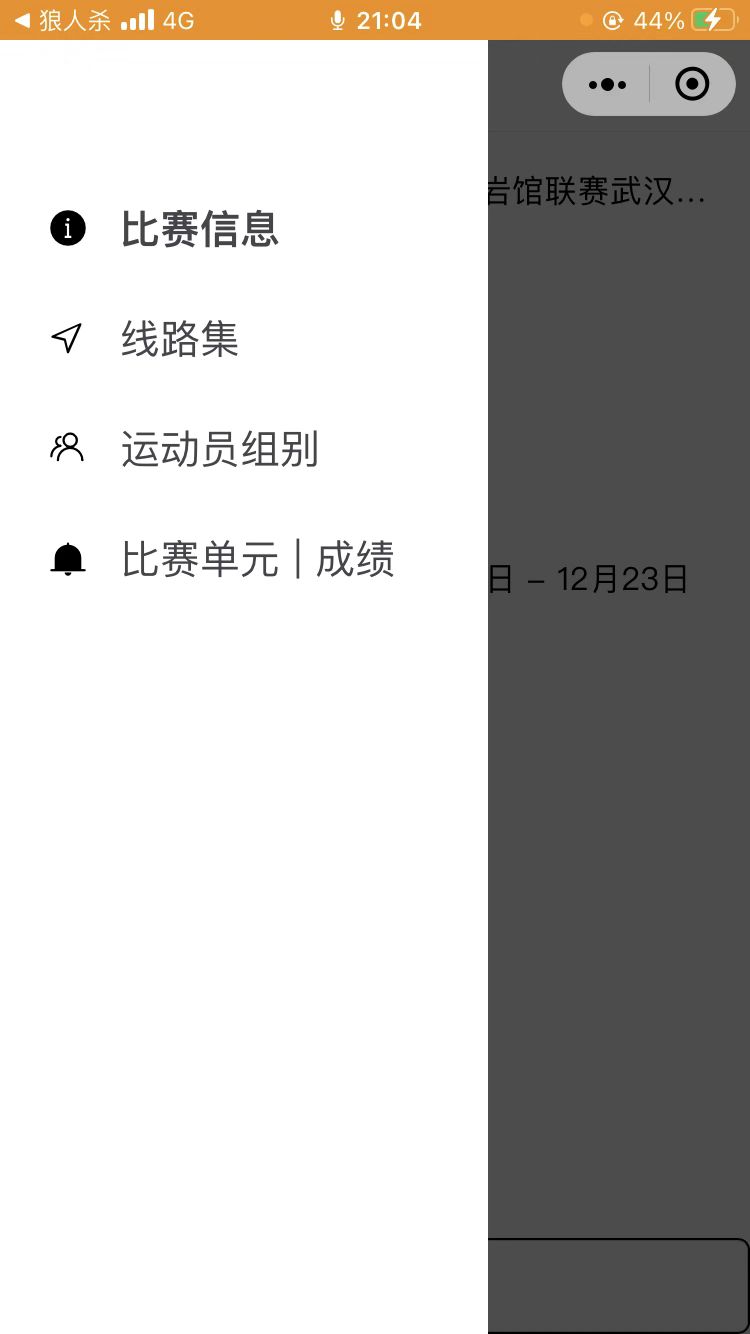 狼人杀 4G 21:04 44%
岩馆联赛武汉...
比赛信息
线路集
运动员组别
比赛单元 | 成绩
日 – 12月23日